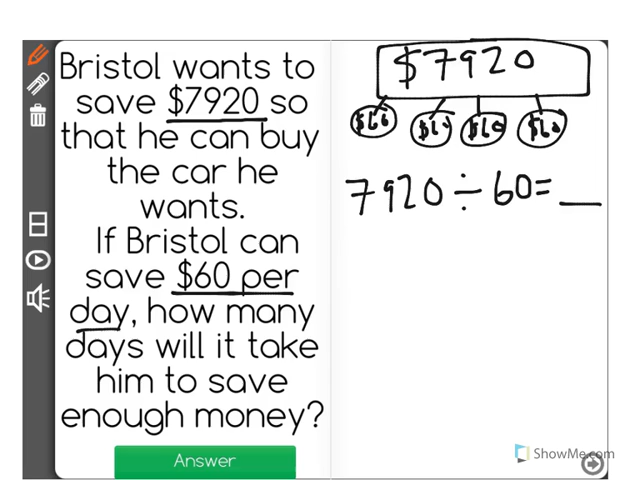 Bristol wants to
save $7920 so
that he can buy
the car he
wants.
If Bristol can
save $60 per
day, how many
days will it take
him to save
enough money?
Answer
$7920
$60 $60 $60 $60
7920 ÷ 60 = __
ShowMe.com